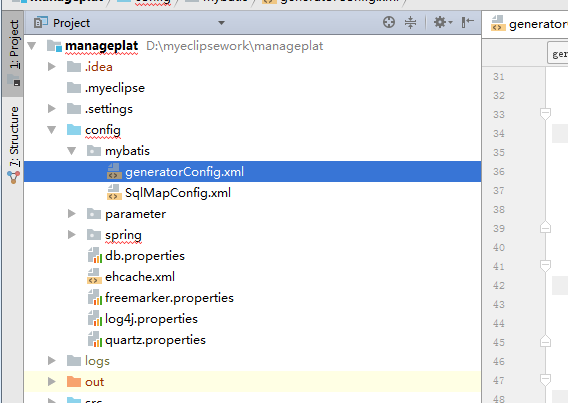 manageplat config mybatis generatorConfig.xml
Project
generator
1: Project
7: Structure
manageplat D:\myeclipsework\manageplat
.idea
.myeclipse
.settings
config
mybatis
generatorConfig.xml
SqlMapConfig.xml
parameter
spring
db.properties
ehcache.xml
freemarker.properties
log4j.properties
quartz.properties
logs
out
src
gen
31
32
33
34
35
36
37
38
39
40
41
42
43
44
45
46
47
48